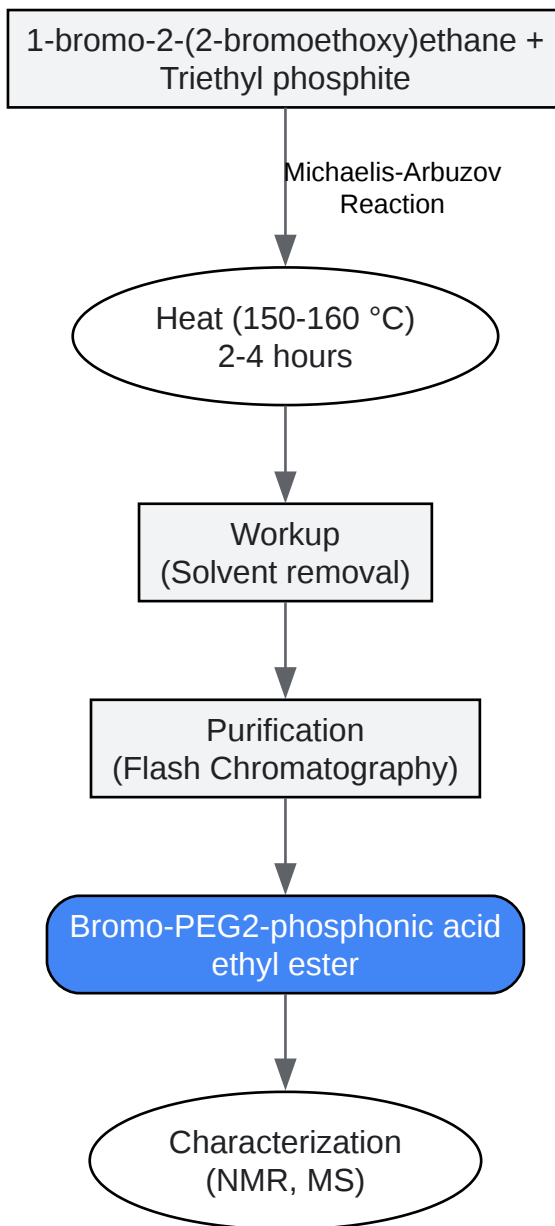 1-bromo-2-(2-bromoethoxy)ethane +
Triethyl phosphite
Michaelis-Arbuzov
Reaction
Heat (150-160 °C)
2-4 hours
Workup
(Solvent removal)
Purification
(Flash Chromatography)
Bromo-PEG2-phosphonic acid
ethyl ester
Characterization
(NMR, MS)